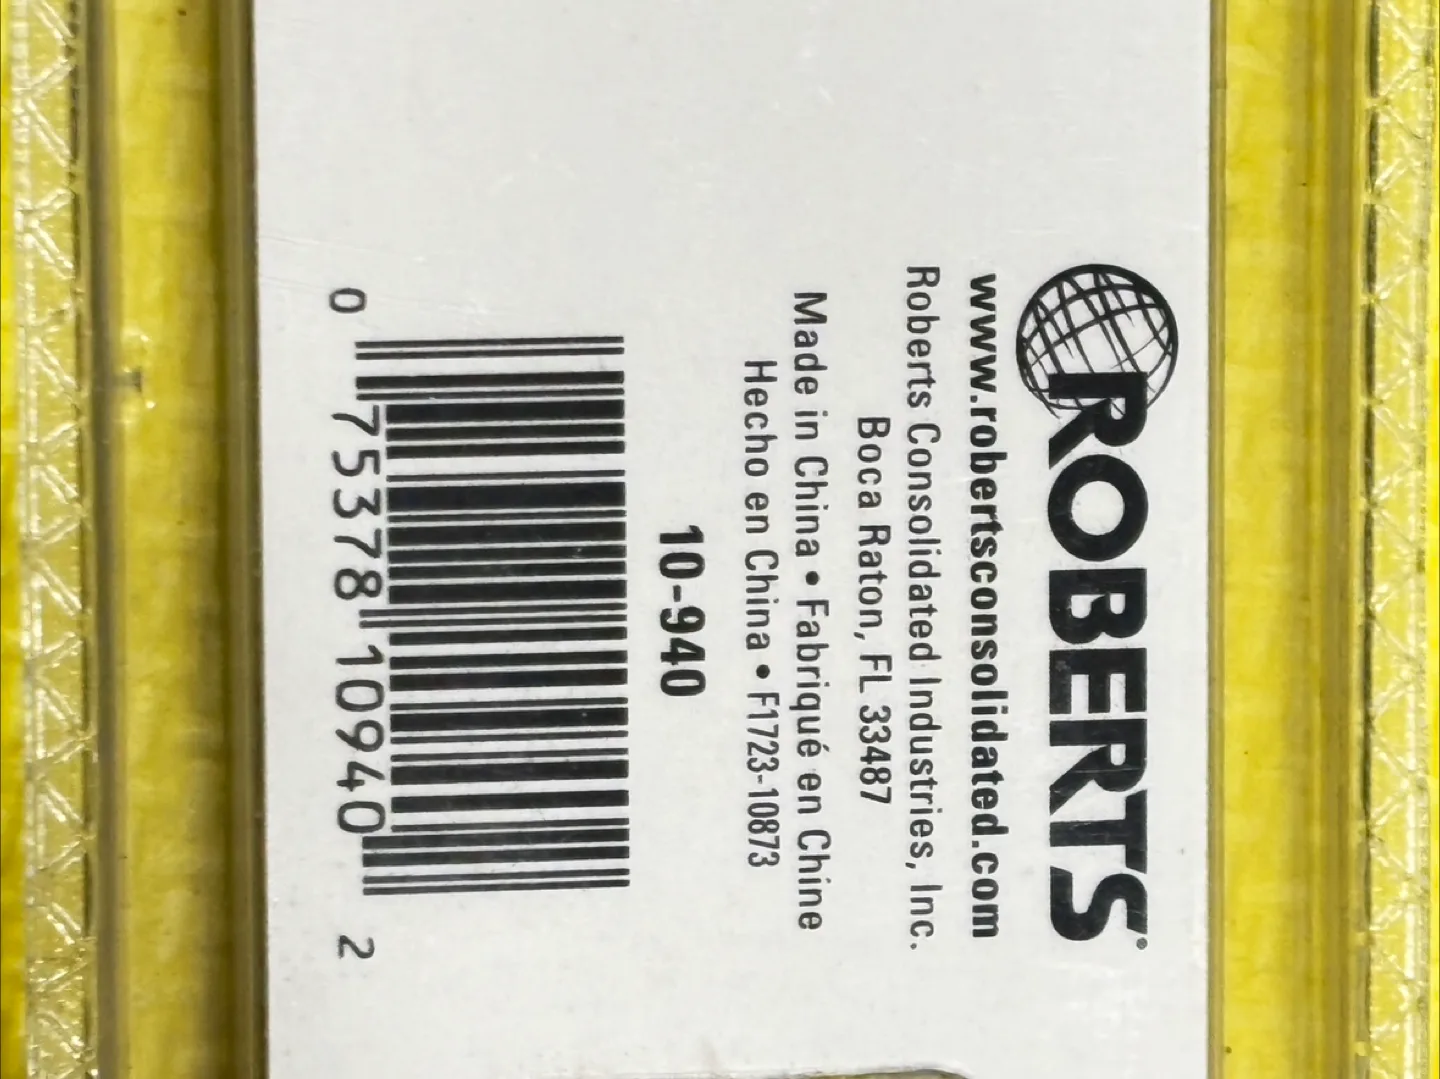 ROBERTS®
www.robertsconsolidated.com
Roberts Consolidated Industries, Inc.
Boca Raton, FL 33487
Made in China • Fabriqué en Chine
Hecho en China • F1723-10873
10-940
0 75378 10940 2